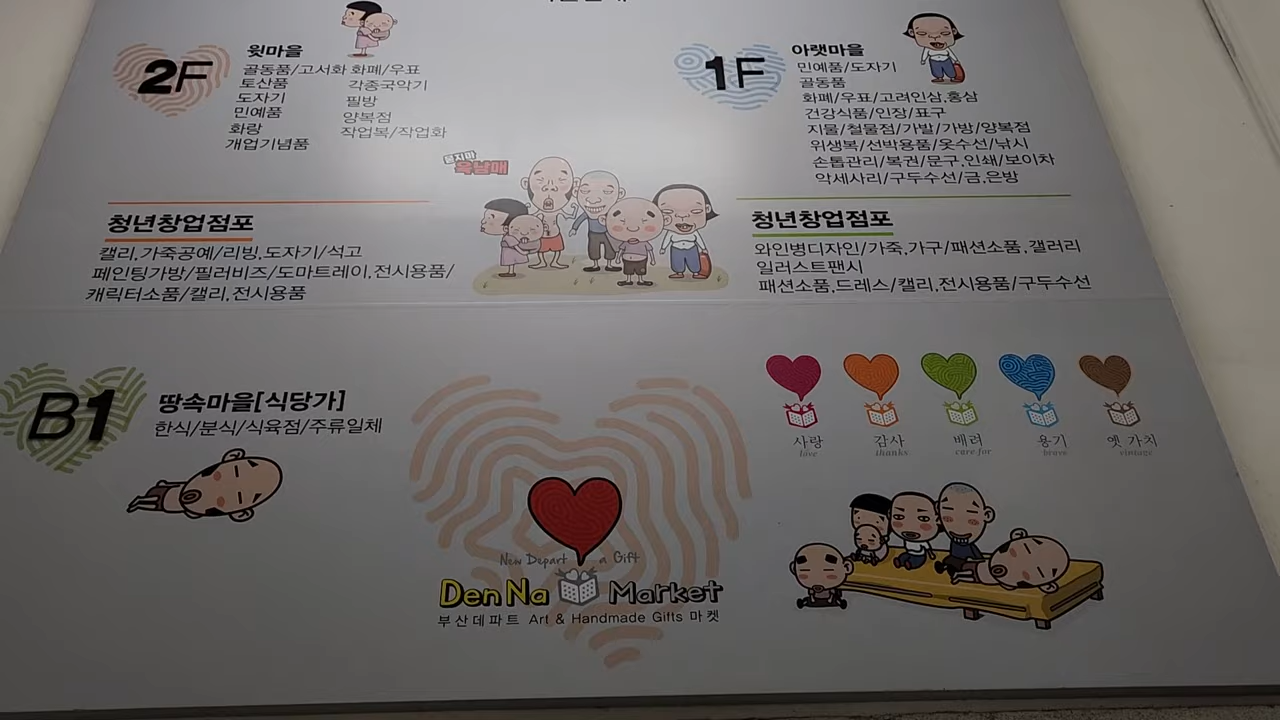 2F
윗마을
골동품/고서화 화폐/우표
토산품 각종국악기
도자기 필방
민예품 양복점
화랑 작업복/작업화
개업기념품
청년창업점포
캘리,가죽공예/리빙,도자기/석고
페인팅가방/필러비즈/도마트레이,전시용품/
캐릭터소품/캘리,전시용품
묻지마
옥남매
1F
아랫마을
민예품/도자기
골동품
화폐/우표/고려인삼,홍삼
건강식품/인장/표구
지물/철물점/가발/가방/양복점
위생복/선박용품/옷수선/낚시
손톱관리/복권/문구,인쇄/보이차
악세사리/구두수선/금,은방
청년창업점포
와인병디자인/가죽,가구/패션소품,갤러리
일러스트팬시
패션소품,드레스/캘리,전시용품/구두수선
B1
땅속마을[식당가]
한식/분식/식육점/주류일체
New Depart a Gift
DenNa Market
부산데파트 Art & Handmade Gifts 마켓
사랑 감사 배려 용기 옛 가치
love thanks care for brave vintage